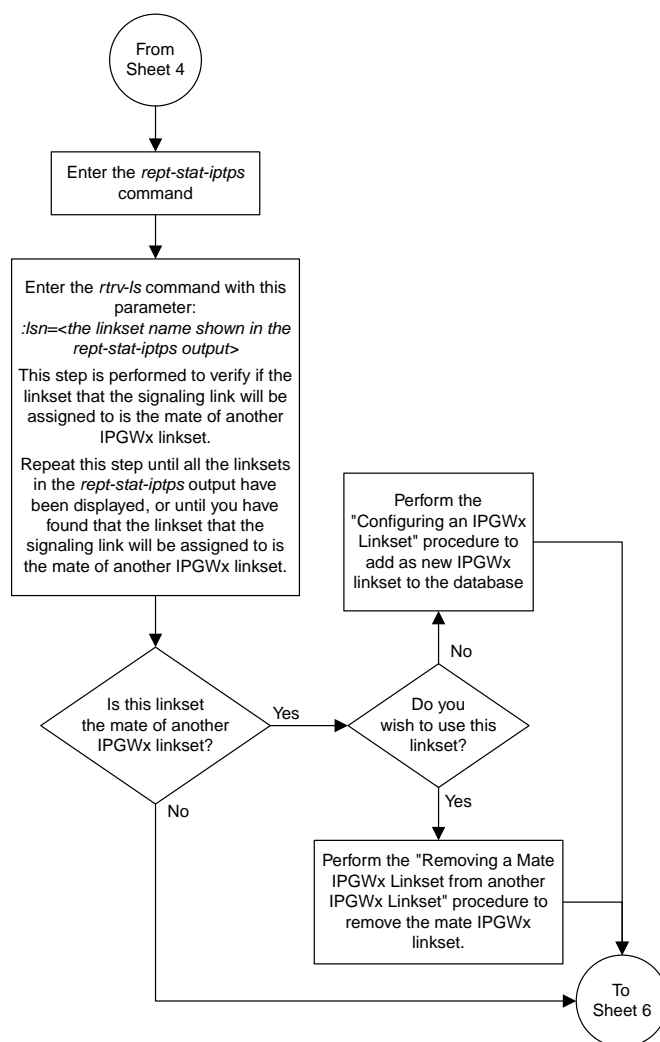 From
Sheet 4
Enter the rept-stat-iptps
command
Enter the rtrv-ls command with this
parameter:
:lsn=<the linkset name shown in the
rept-stat-iptps output>
This step is performed to verify if the
linkset that the signaling link will be
assigned to is the mate of another
IPGWx linkset.
Repeat this step until all the linksets
in the rept-stat-iptps output have
been displayed, or until you have
found that the linkset that the
signaling link will be assigned to is
the mate of another IPGWx linkset.
Is this linkset
the mate of another
IPGWx linkset?
Yes
No
Do you
wish to use this
linkset?
No
Perform the
"Configuring an IPGWx
Linkset" procedure to
add as new IPGWx
linkset to the database
Yes
Perform the "Removing a Mate
IPGWx Linkset from another
IPGWx Linkset" procedure to
remove the mate IPGWx
linkset.
To
Sheet 6